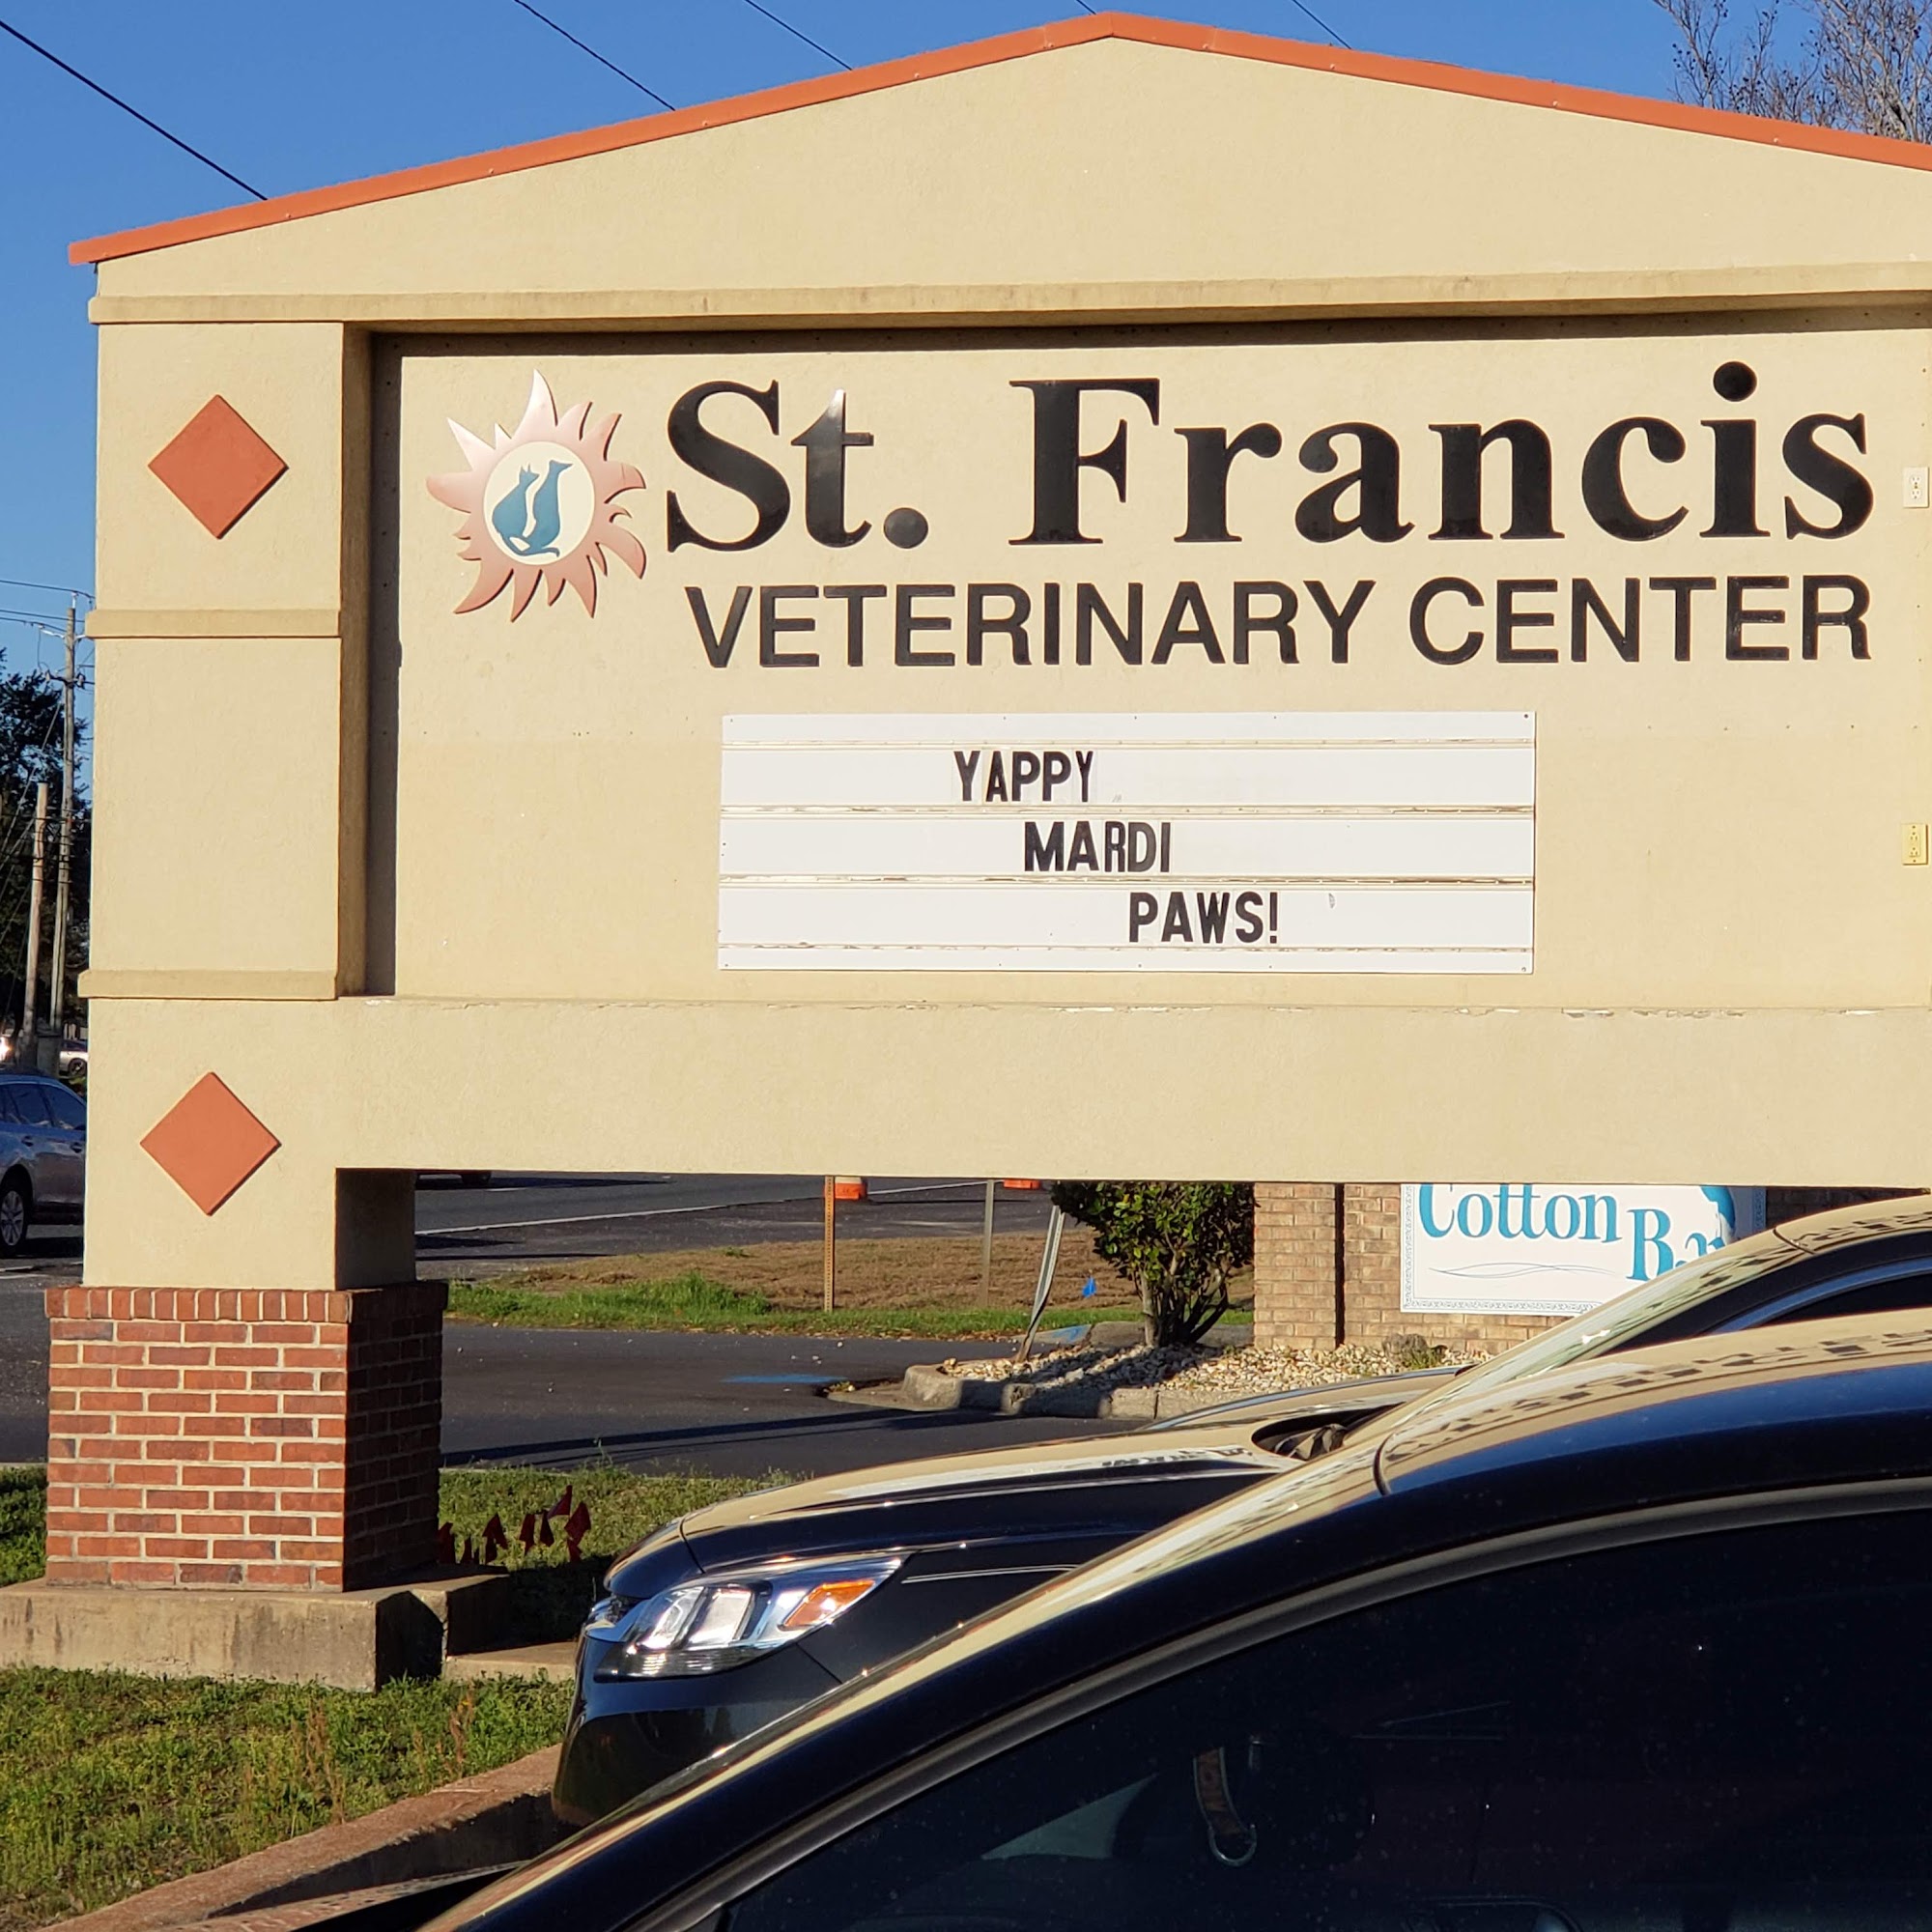 St. Francis
VETERINARY CENTER
YAPPY
MARDI
PAWS!
Cotton